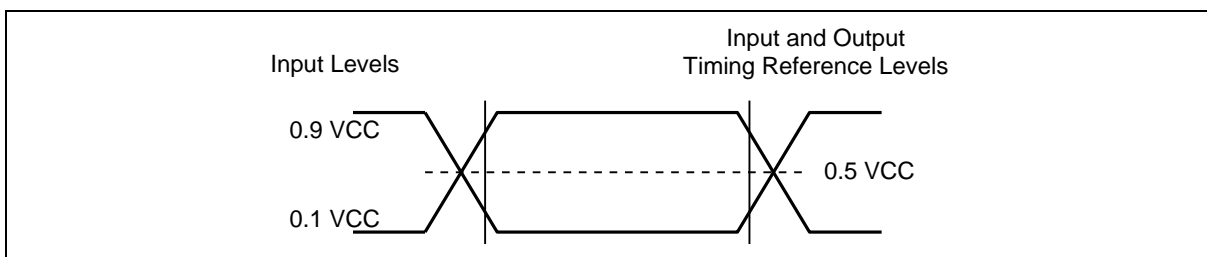 Input and Output
Timing Reference Levels
Input Levels
0.9 VCC
0.5 VCC
0.1 VCC